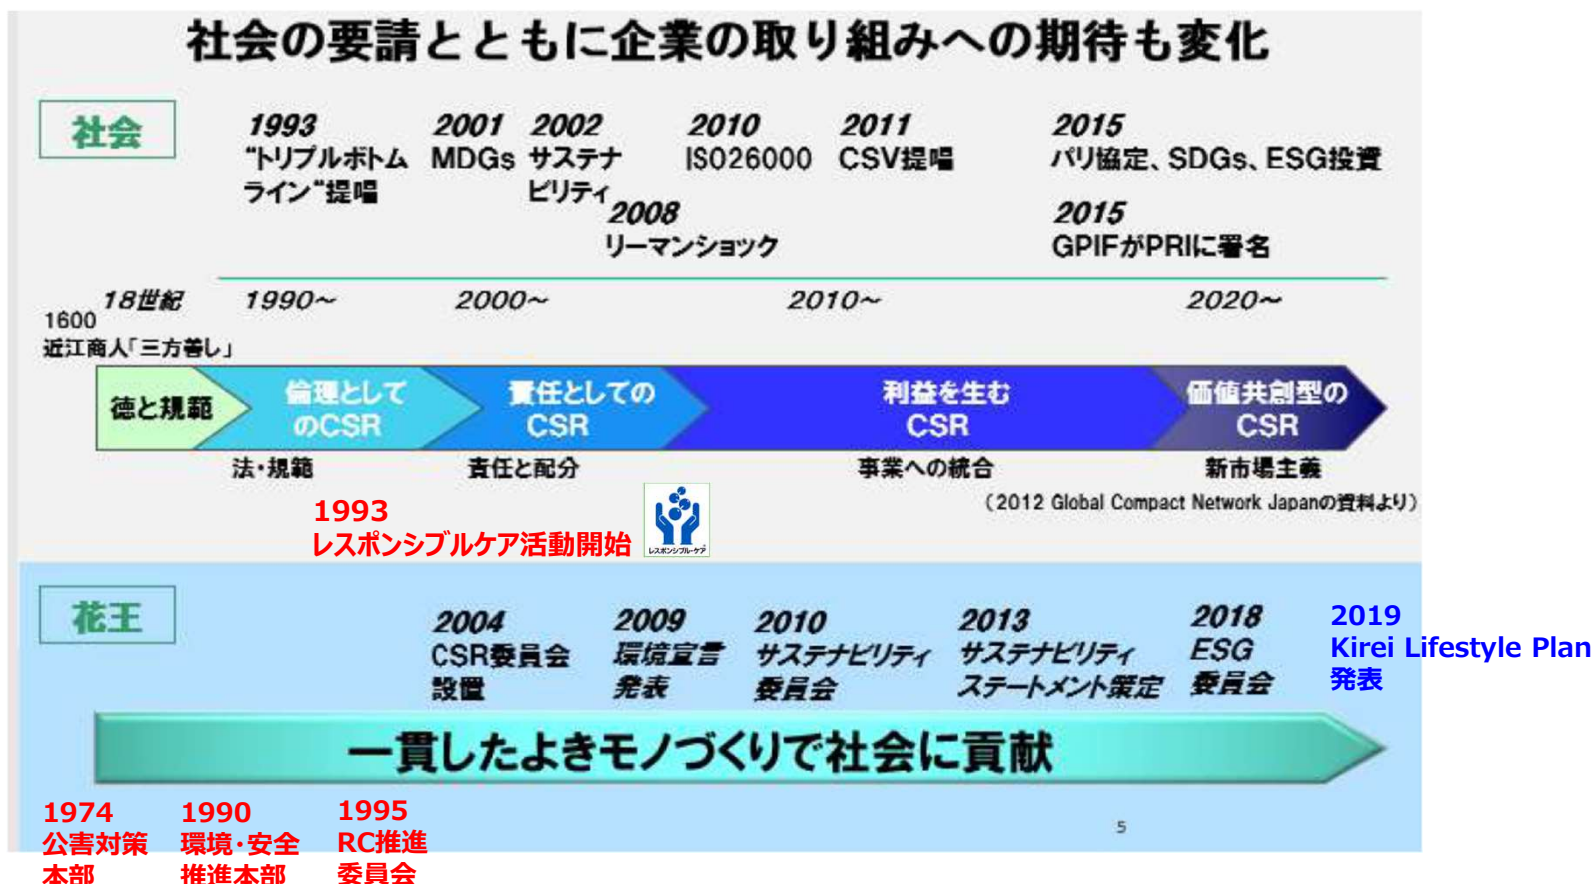 社会の要請とともに企業の取り組みへの期待も変化
社会
1993
“トリプルボトム
ライン“提唱
2001
MDGs
2002
サステナ
ビリティ
2008
リーマンショック
2010
ISO26000
2011
CSV提唱
2015
パリ協定、SDGs、ESG投資
2015
GPIFがPRIに署名
18世紀
1990～
2000～
2010～
2020～
1600
近江商人「三方善し」
徳と規範
倫理として
のCSR
責任としての
CSR
利益を生む
CSR
価値共創型の
CSR
法・規範
責任と配分
事業への統合
新市場主義
（2012 Global Compact Network Japanの資料より）
1993
レスポンシブルケア活動開始
レスポンシブル・ケア
花王
2004
CSR委員会
設置
2009
環境宣言
発表
2010
サステナビリティ
委員会
2013
サステナビリティ
ステートメント策定
2018
ESG
委員会
2019
Kirei Lifestyle Plan
発表
一貫したよきモノづくりで社会に貢献
1974
公害対策
本部
1990
環境・安全
推進本部
1995
RC推進
委員会
5